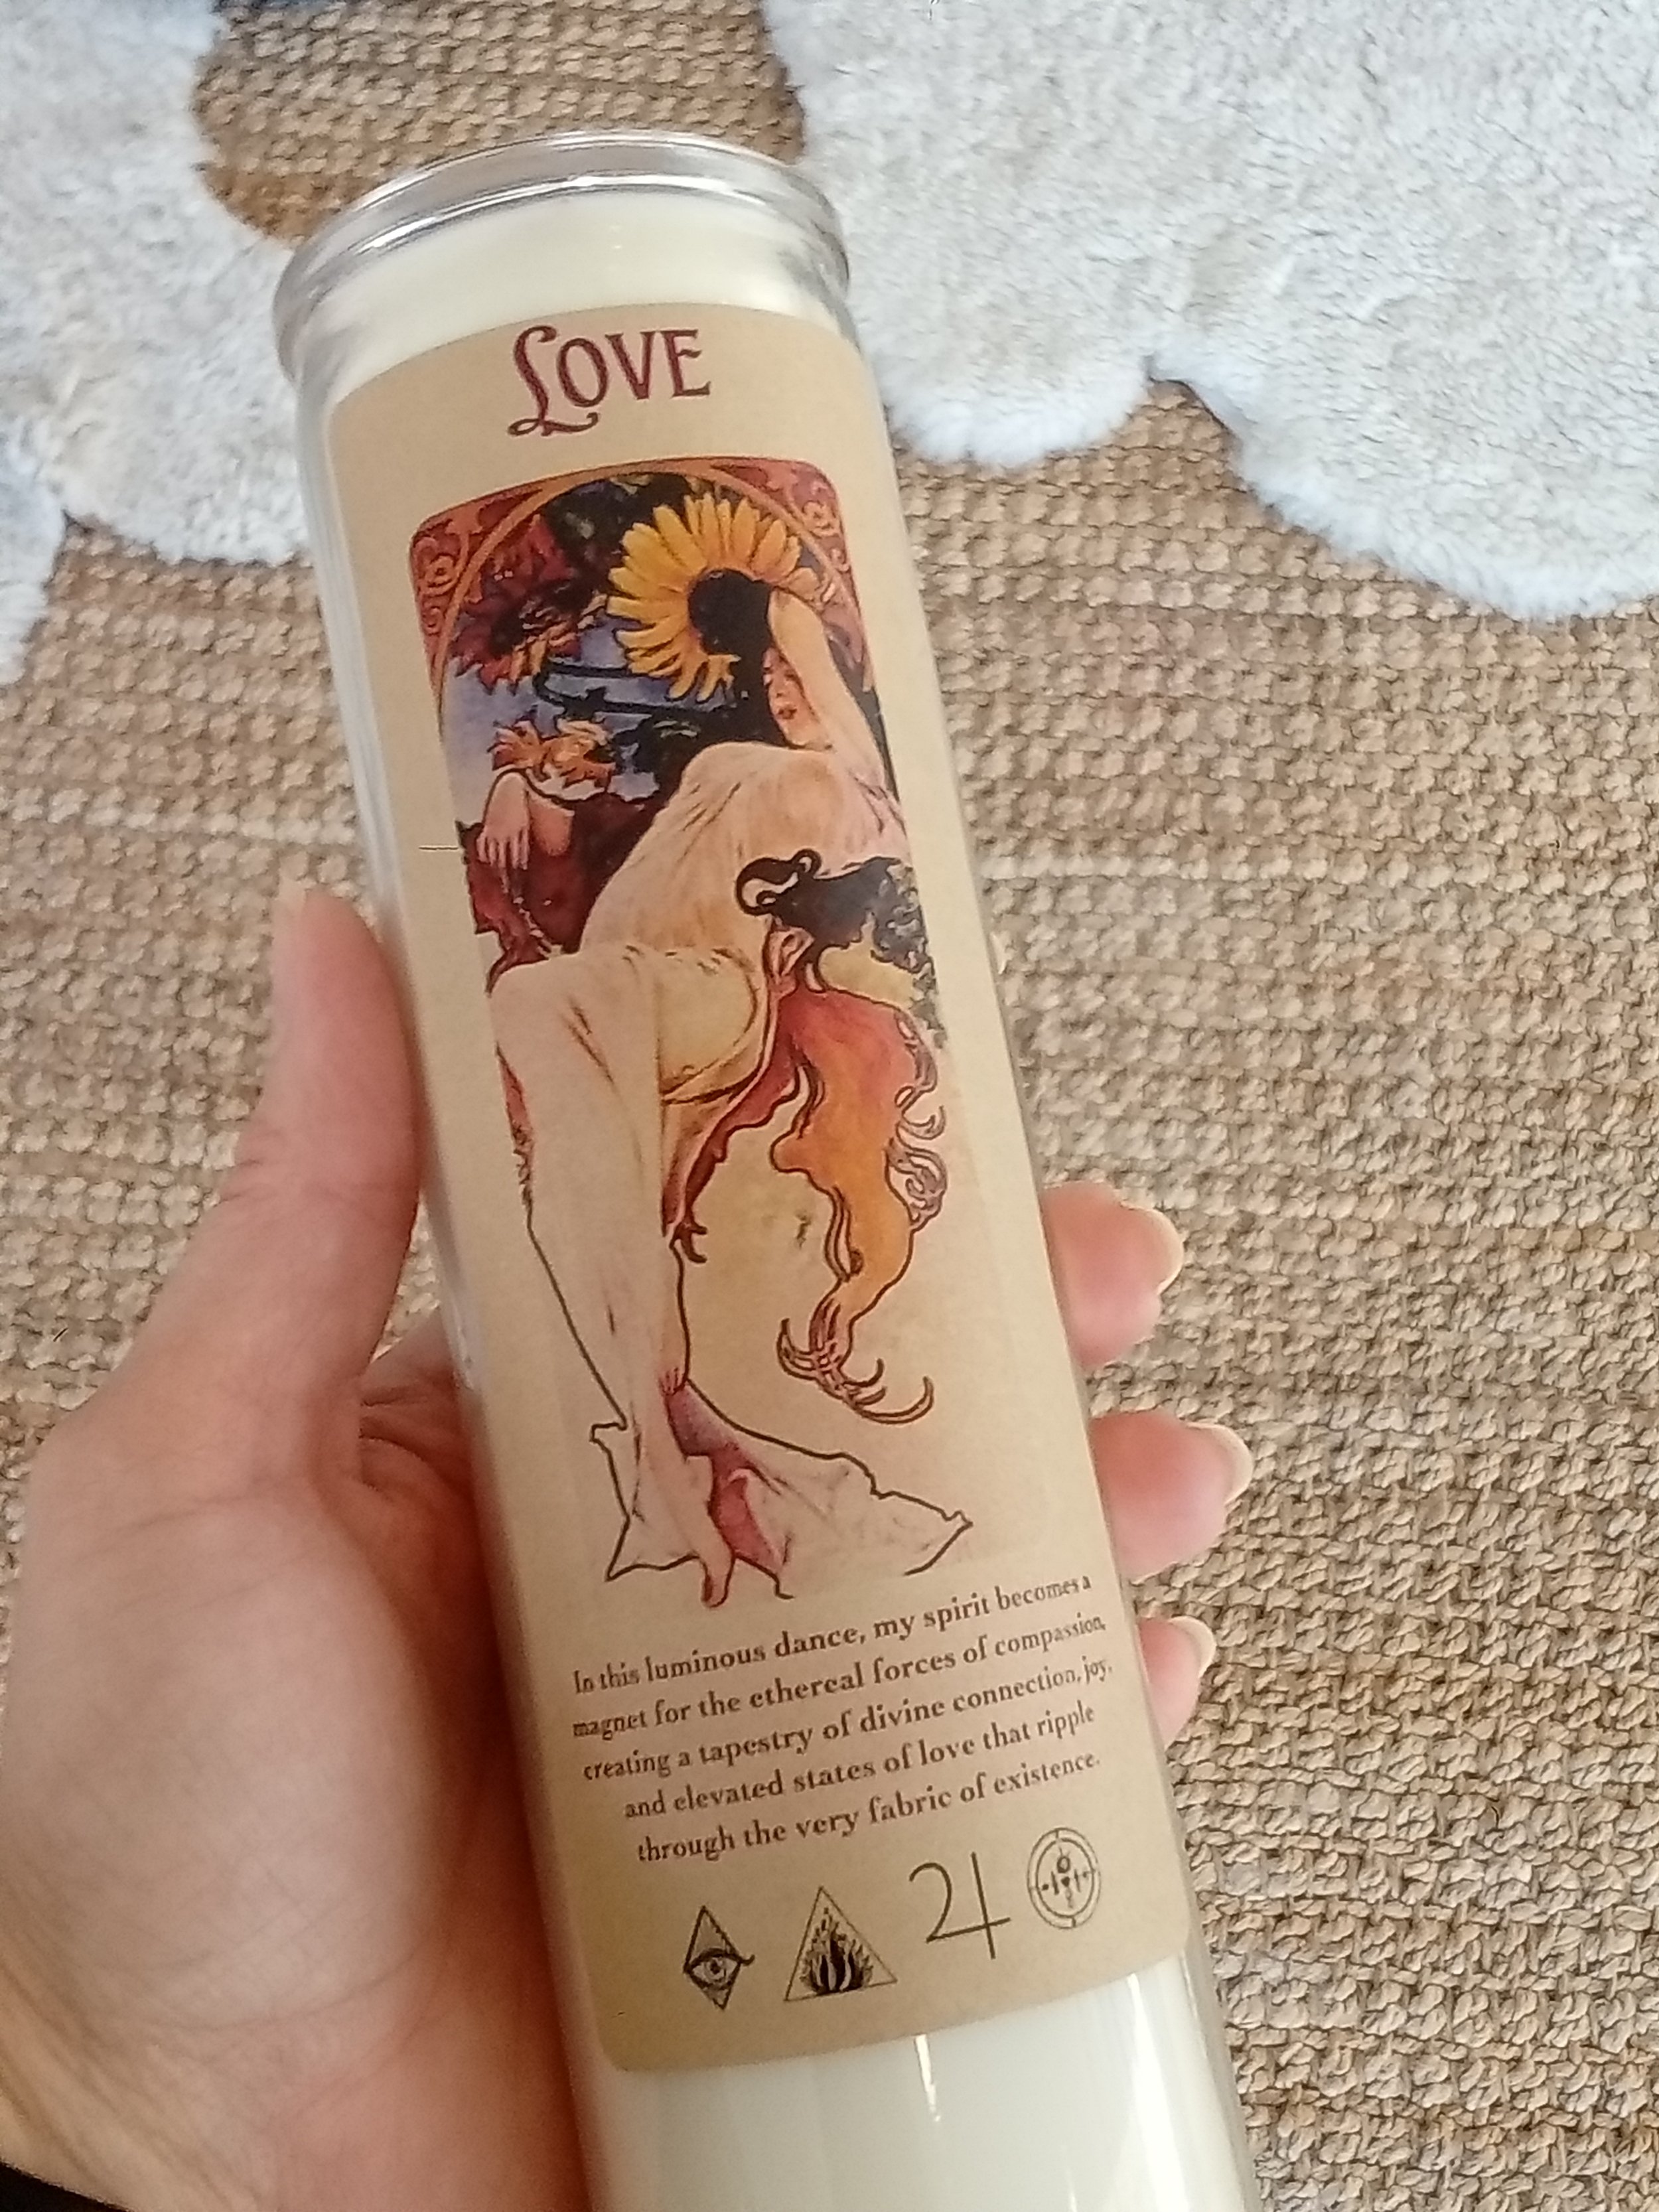 LOVE
In this luminous dance, my spirit becomes a
magnet for the ethereal forces of compassion,
creating a tapestry of divine connection, joy,
and elevated states of love that ripple
through the very fabric of existence.